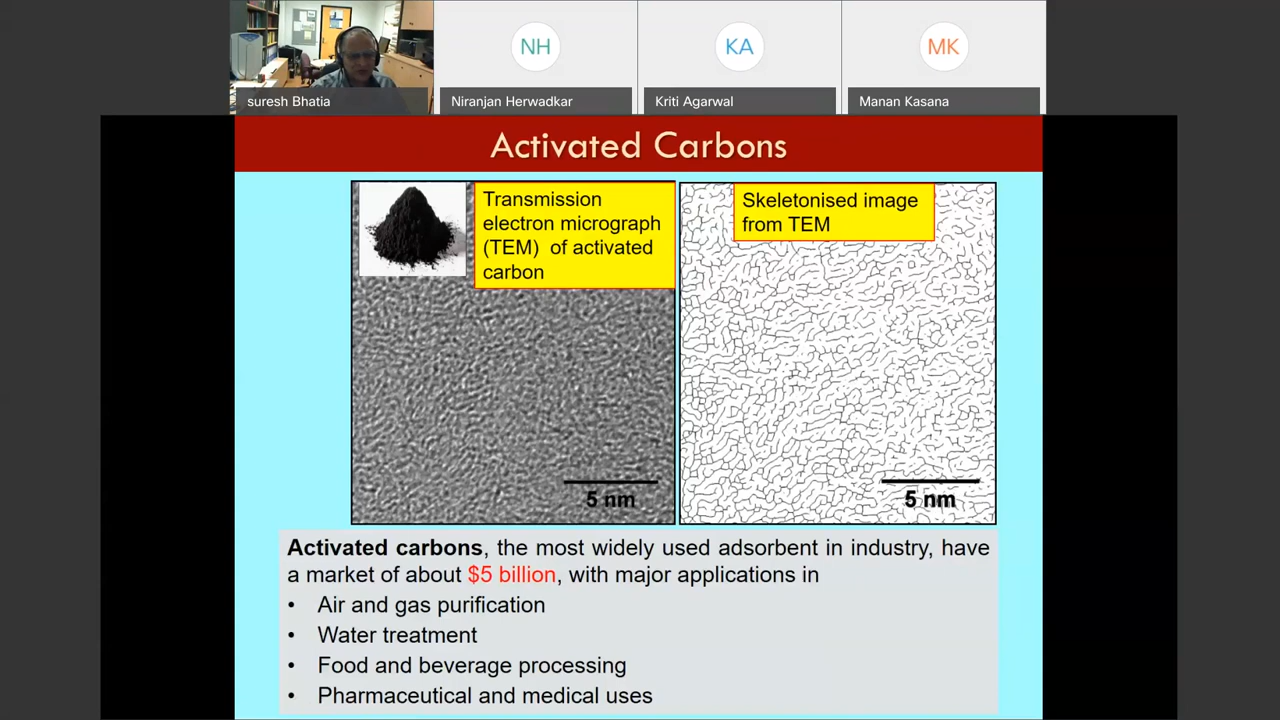 NH
KA
MK
suresh Bhatia
Niranjan Herwadkar
Kriti Agarwal
Manan Kasana
Activated Carbons
Transmission
electron micrograph
(TEM) of activated
carbon
Skeletonised image
from TEM
5 nm
5 nm
Activated carbons, the most widely used adsorbent in industry, have
a market of about $5 billion, with major applications in
• Air and gas purification
• Water treatment
• Food and beverage processing
• Pharmaceutical and medical uses